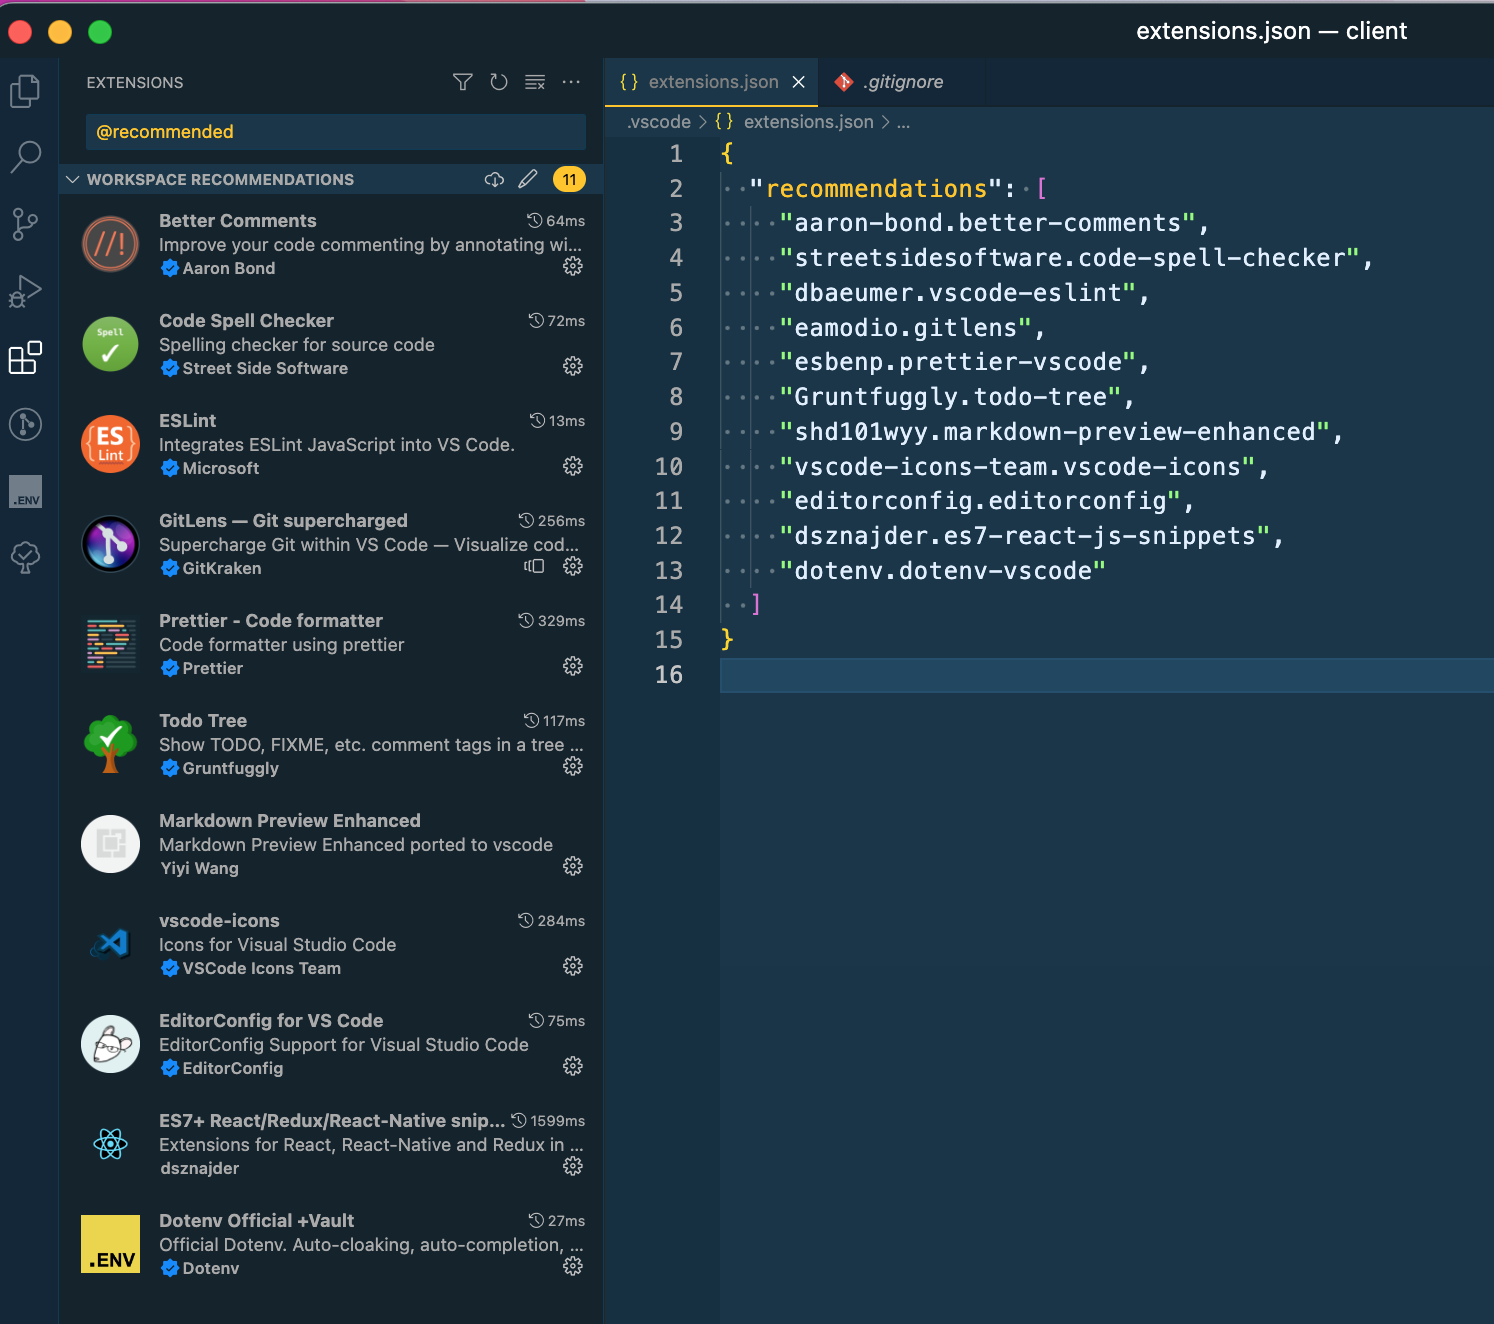 extensions.json — client
EXTENSIONS
@recommended
WORKSPACE RECOMMENDATIONS
11
Better Comments
64ms
Improve your code commenting by annotating wi...
Aaron Bond
Spell
Code Spell Checker
72ms
Spelling checker for source code
Street Side Software
ES
Lint
ESLint
13ms
Integrates ESLint JavaScript into VS Code.
Microsoft
GitLens — Git supercharged
256ms
Supercharge Git within VS Code — Visualize cod...
GitKraken
Prettier - Code formatter
329ms
Code formatter using prettier
Prettier
Todo Tree
117ms
Show TODO, FIXME, etc. comment tags in a tree ...
Gruntfuggly
Markdown Preview Enhanced
Markdown Preview Enhanced ported to vscode
Yiyi Wang
vscode-icons
284ms
Icons for Visual Studio Code
VSCode Icons Team
EditorConfig for VS Code
75ms
EditorConfig Support for Visual Studio Code
EditorConfig
ES7+ React/Redux/React-Native snip...
1599ms
Extensions for React, React-Native and Redux in ...
dsznajder
.ENV
Dotenv Official +Vault
27ms
Official Dotenv. Auto-cloaking, auto-completion, ...
Dotenv
.ENV
{} extensions.json
.gitignore
.vscode > {} extensions.json > ...
1 {
2 "recommendations": [
3 "aaron-bond.better-comments",
4 "streetsidesoftware.code-spell-checker",
5 "dbaeumer.vscode-eslint",
6 "eamodio.gitlens",
7 "esbenp.prettier-vscode",
8 "Gruntfuggly.todo-tree",
9 "shd101wyy.markdown-preview-enhanced",
10 "vscode-icons-team.vscode-icons",
11 "editorconfig.editorconfig",
12 "dsznajder.es7-react-js-snippets",
13 "dotenv.dotenv-vscode"
14 ]
15 }
16